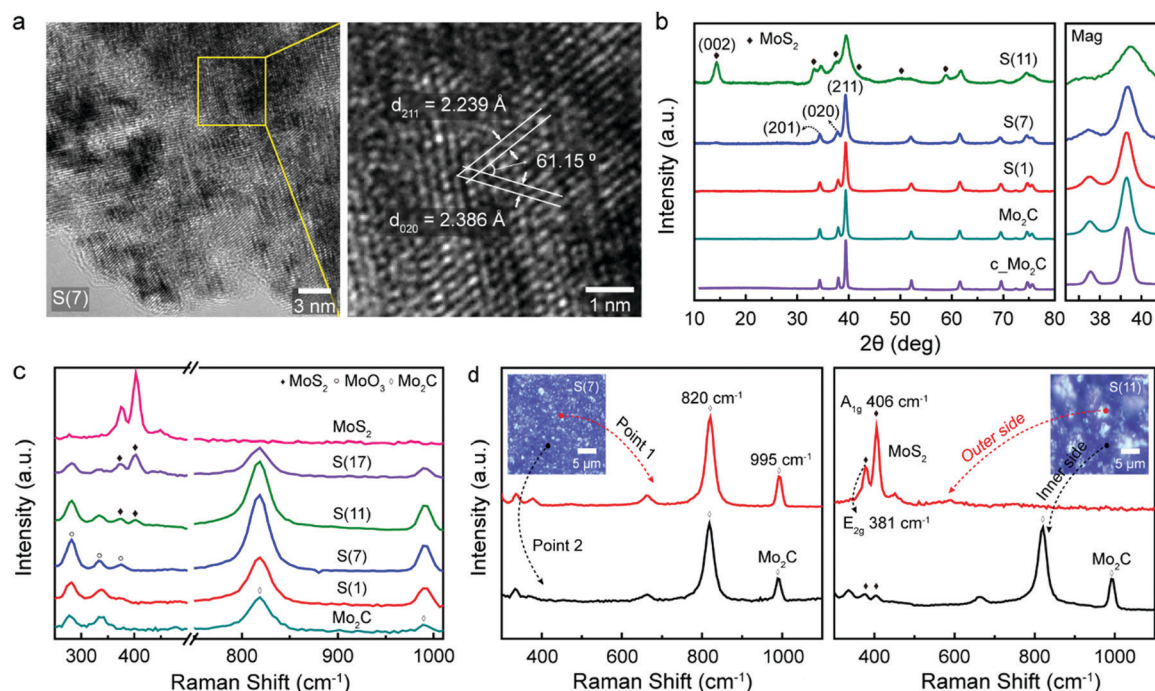 a
d₂₁₁ = 2.239 Å
61.15 º
d₀₂₀ = 2.386 Å
S(7)
3 nm
1 nm
b
Intensity (a.u.)
(002)
♦ MoS₂
S(11)
(211)
(020)
(201)
S(7)
S(1)
Mo₂C
c_Mo₂C
10 20 30 40 50 60 70 80
2θ (deg)
Mag
38 40
c
Intensity (a.u.)
♦ MoS₂ ○ MoO₃ ◊ Mo₂C
MoS₂
S(17)
S(11)
S(7)
S(1)
Mo₂C
300 400 800 900 1000
Raman Shift (cm⁻¹)
d
Intensity (a.u.)
S(7)
5 µm
Point 1
Point 2
820 cm⁻¹
995 cm⁻¹
Mo₂C
400 600 800 1000
Raman Shift (cm⁻¹)
A₁g 406 cm⁻¹
MoS₂
E₂g 381 cm⁻¹
Outer side
Inner side
S(11)
5 µm
Mo₂C
400 600 800 1000
Raman Shift (cm⁻¹)